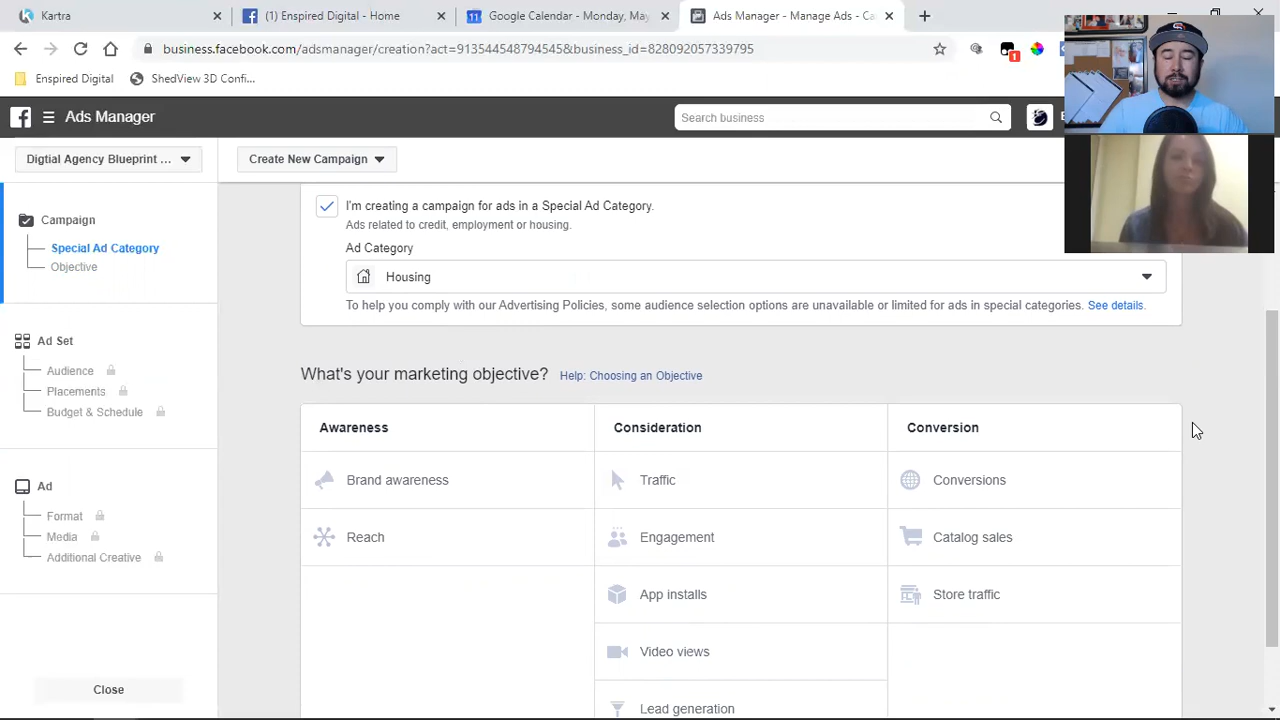 Kartra
Enspired Digital - Home
Google Calendar - Monday, May
Ads Manager - Manage Ads - Ca
business.facebook.com/adsmanager/creation?act=913544548794545&business_id=828092057339795
1
Enspired Digital
ShedView 3D Confi...
Ads Manager
Search business
Digtial Agency Blueprint ...
Create New Campaign
Campaign
Special Ad Category
Objective
Ad Set
Audience
Placements
Budget & Schedule
Ad
Format
Media
Additional Creative
Close
I'm creating a campaign for ads in a Special Ad Category.
Ads related to credit, employment or housing.
Ad Category
Housing
To help you comply with our Advertising Policies, some audience selection options are unavailable or limited for ads in special categories. See details.
What's your marketing objective? Help: Choosing an Objective
Awareness
Consideration
Conversion
Brand awareness
Traffic
Conversions
Reach
Engagement
Catalog sales
App installs
Store traffic
Video views
Lead generation